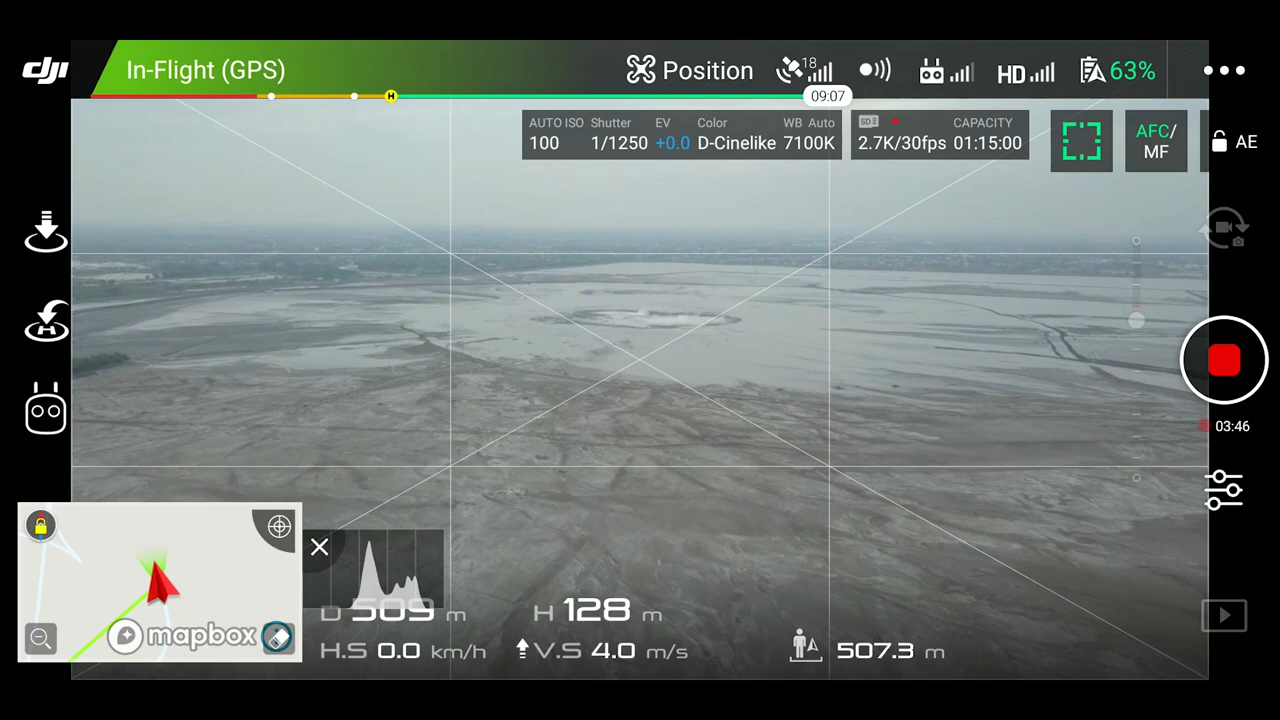 dji
In-Flight (GPS)
Position
18
HD
63%
09:07
AUTO ISO Shutter EV Color WB Auto
100 1/1250 +0.0 D-Cinelike 7100K
SD CAPACITY
2.7K/30fps 01:15:00
AFC/
MF
AE
H
H
03:46
mapbox
D 509 m H 128 m
H.S 0.0 km/h V.S 4.0 m/s 507.3 m